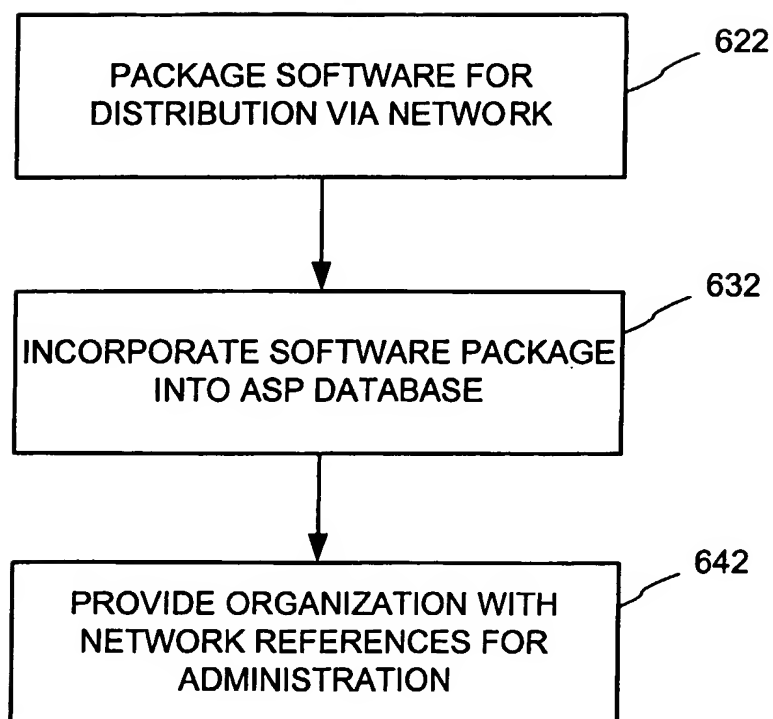 PACKAGE SOFTWARE FOR
DISTRIBUTION VIA NETWORK
622
INCORPORATE SOFTWARE PACKAGE
INTO ASP DATABASE
632
PROVIDE ORGANIZATION WITH
NETWORK REFERENCES FOR
ADMINISTRATION
642